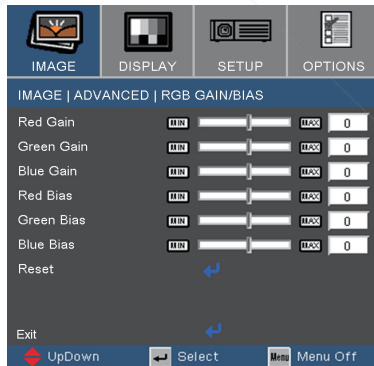 IMAGE DISPLAY SETUP OPTIONS
IMAGE | ADVANCED | RGB GAIN/BIAS
Red Gain MIN MAX 0
Green Gain MIN MAX 0
Blue Gain MIN MAX 0
Red Bias MIN MAX 0
Green Bias MIN MAX 0
Blue Bias MIN MAX 0
Reset
Exit
UpDown Select Menu Menu Off